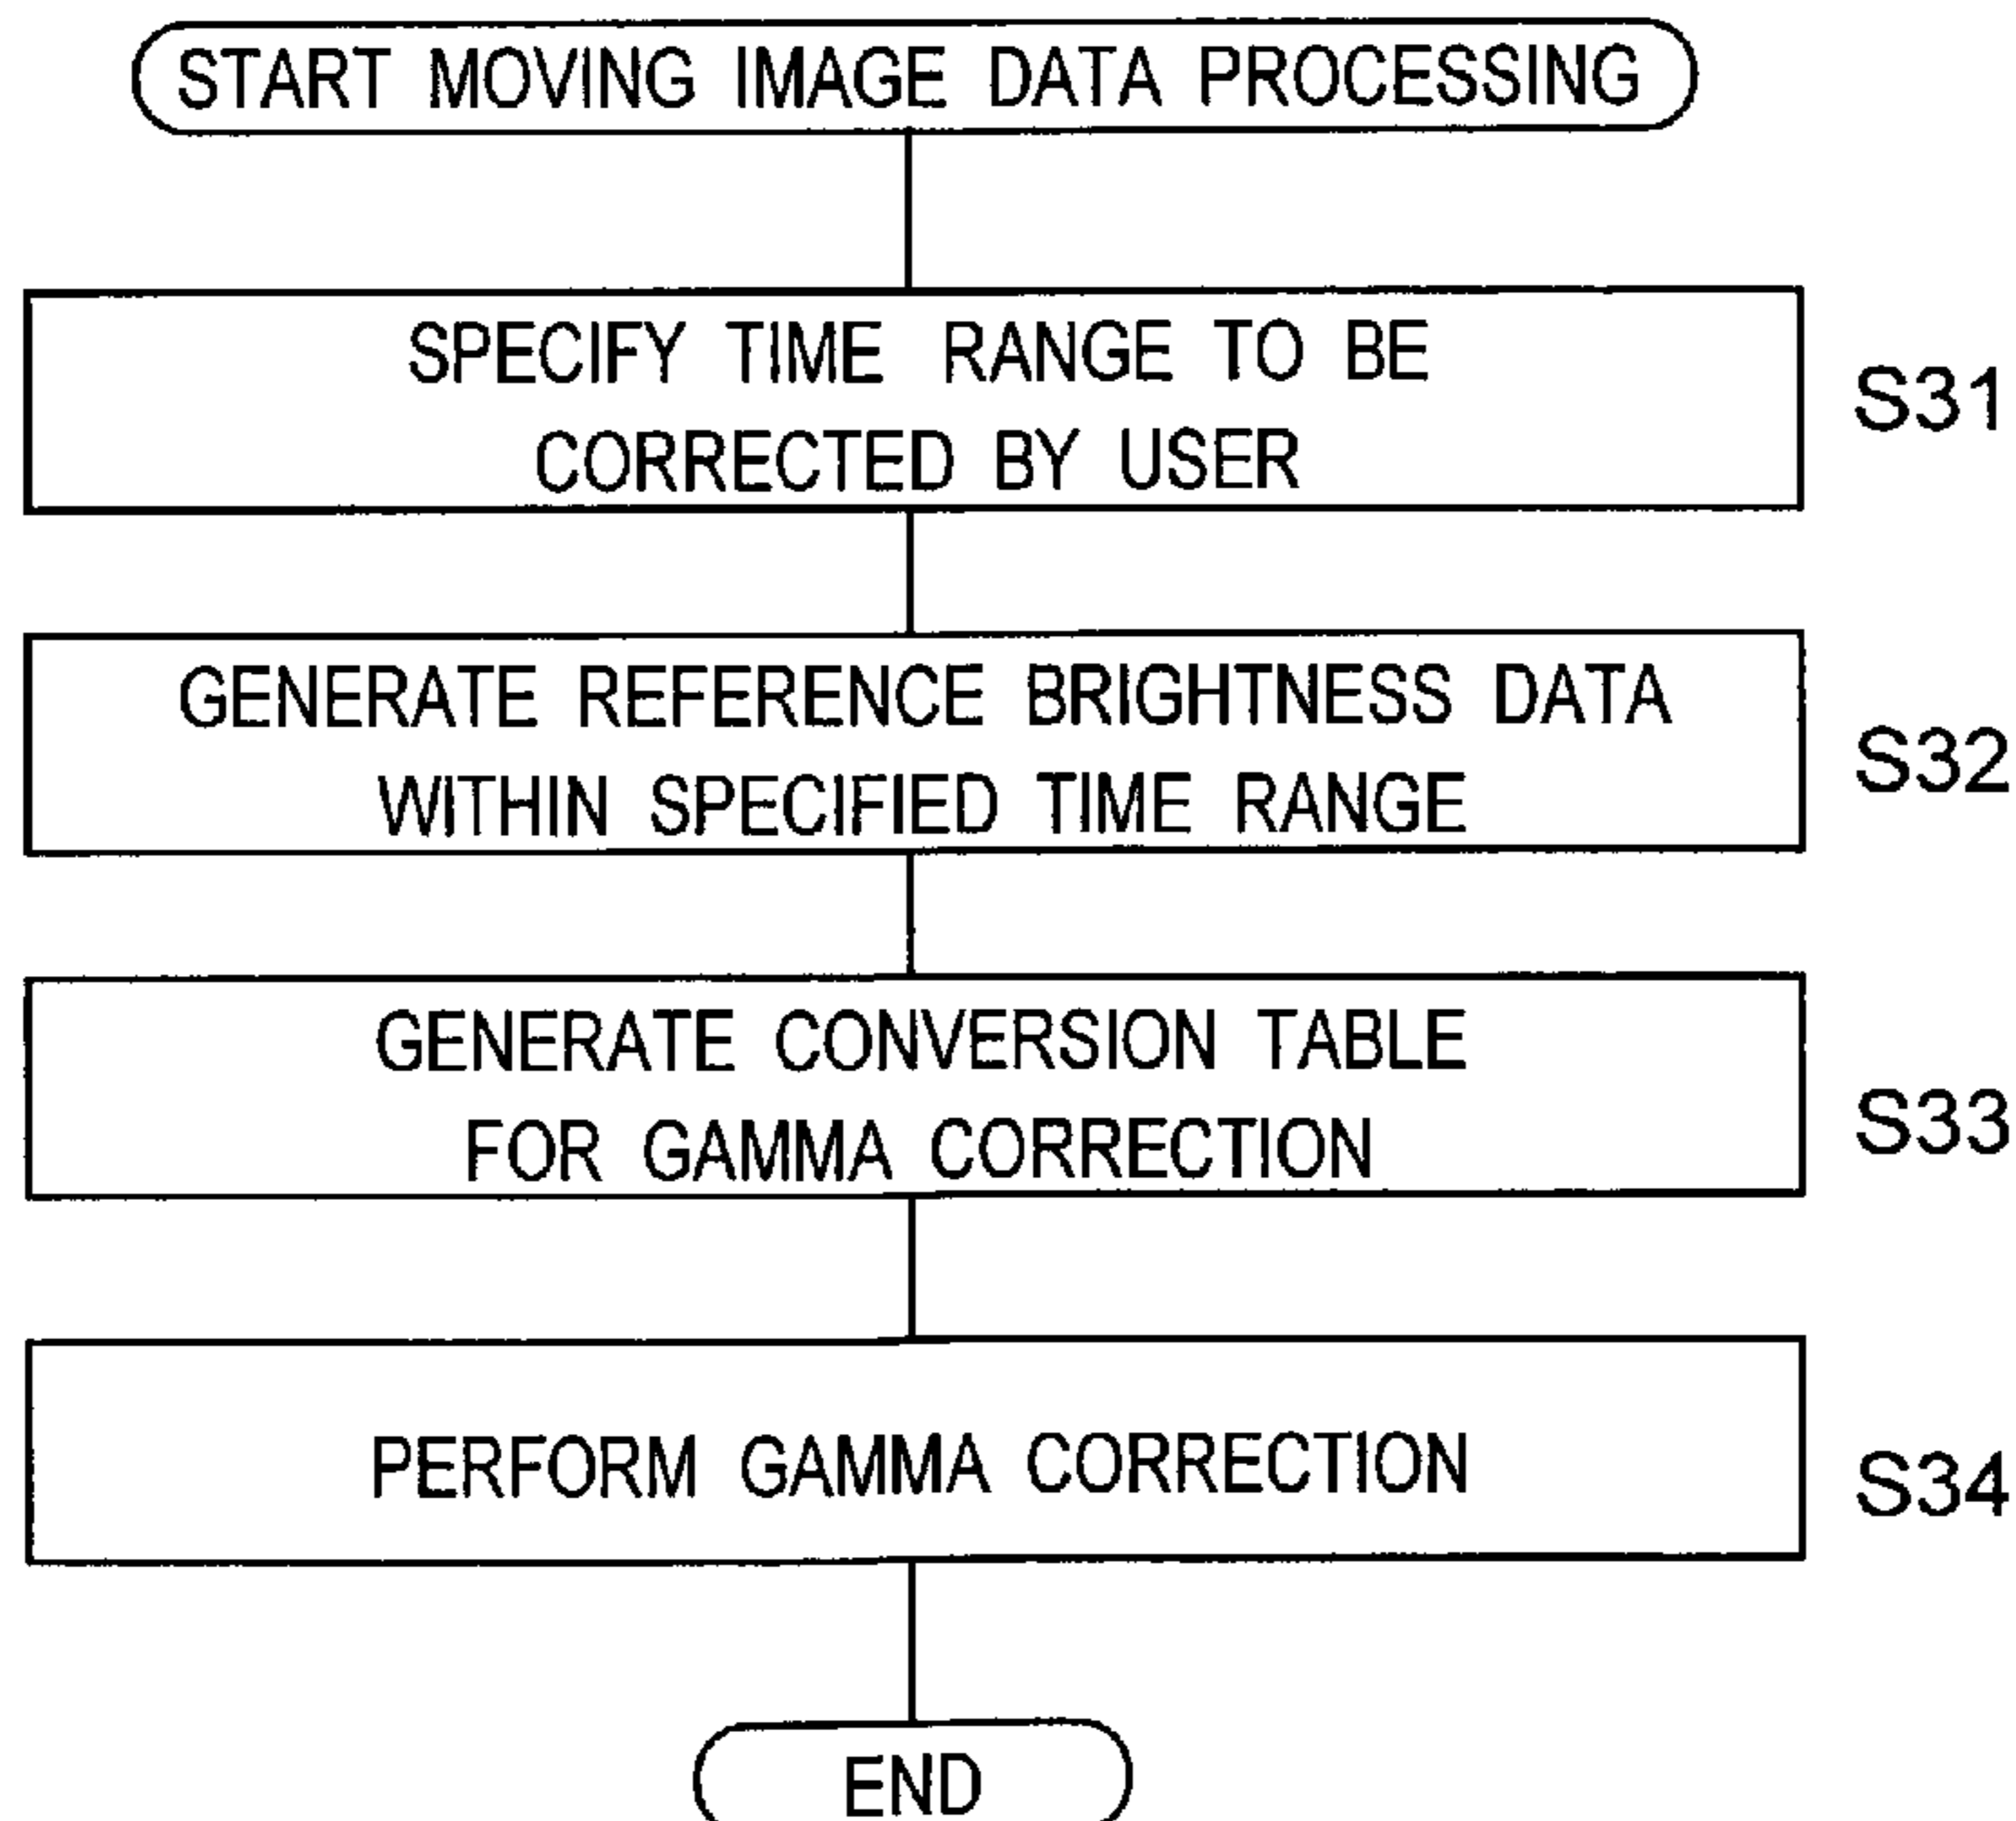 START MOVING IMAGE DATA PROCESSING
SPECIFY TIME RANGE TO BE
CORRECTED BY USER
S31
GENERATE REFERENCE BRIGHTNESS DATA
WITHIN SPECIFIED TIME RANGE
S32
GENERATE CONVERSION TABLE
FOR GAMMA CORRECTION
S33
PERFORM GAMMA CORRECTION
S34
END